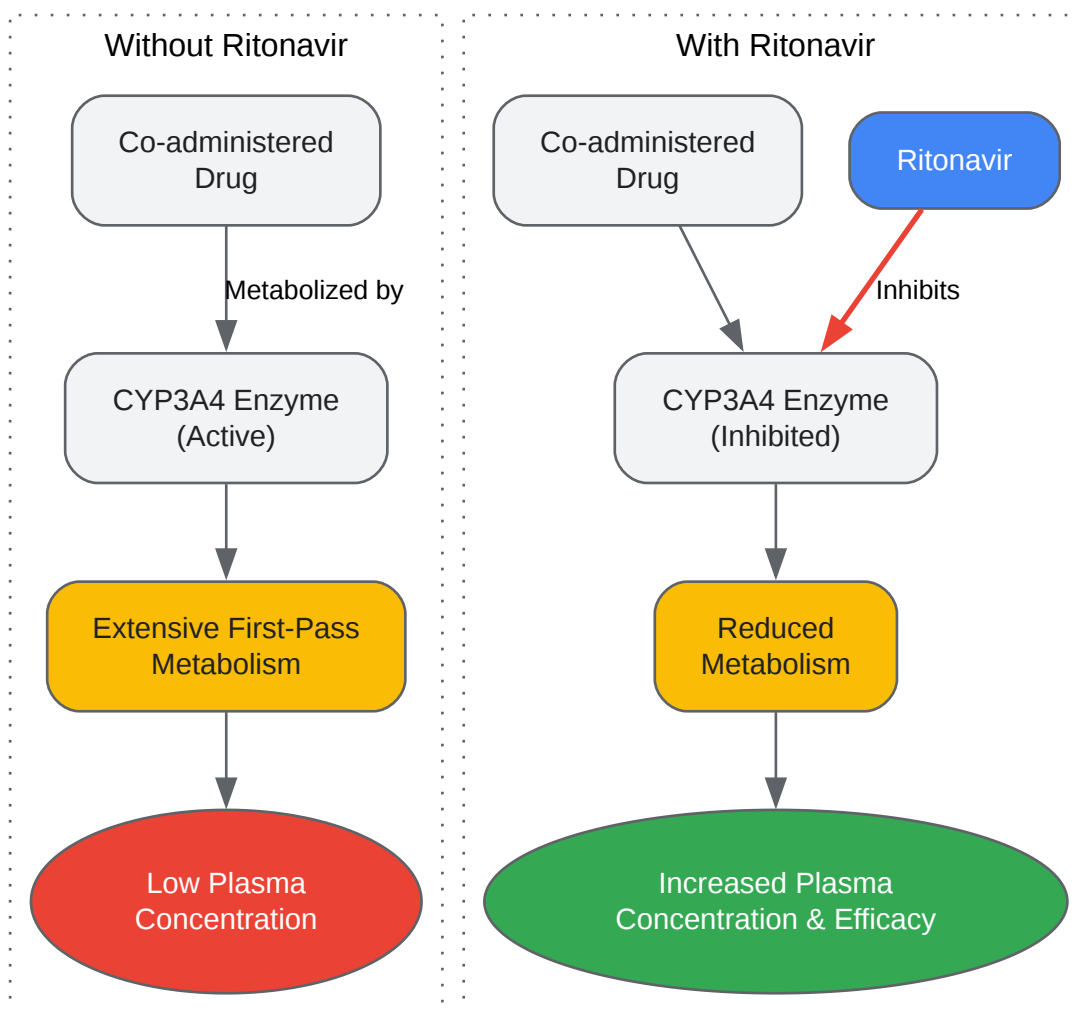 Without Ritonavir
Co-administered
Drug
Metabolized by
CYP3A4 Enzyme
(Active)
Extensive First-Pass
Metabolism
Low Plasma
Concentration
With Ritonavir
Co-administered
Drug
Ritonavir
Inhibits
CYP3A4 Enzyme
(Inhibited)
Reduced
Metabolism
Increased Plasma
Concentration & Efficacy